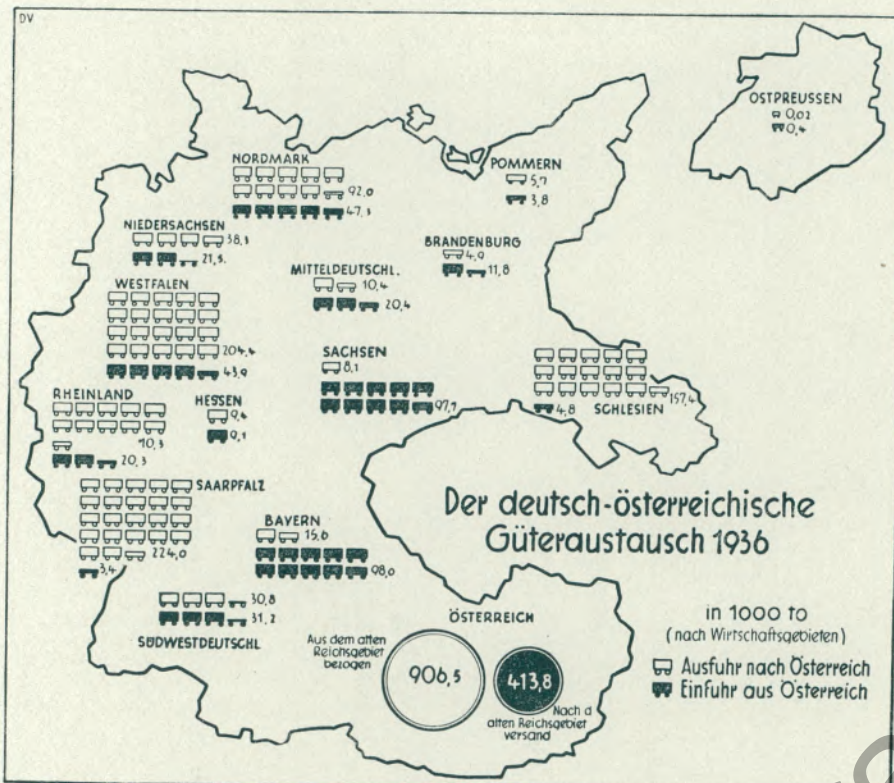 DV
OSTPREUSSEN
0,02
0,4
NORDMARK
92,0
47,3
POMMERN
5,7
3,8
NIEDERSACHSEN
38,3
21,5
BRANDENBURG
4,9
11,8
MITTELDEUTSCHL.
10,4
20,4
WESTFALEN
204,4
43,9
SACHSEN
8,1
97,7
157,4
4,8
SCHLESIEN
RHEINLAND
10,3
20,3
HESSEN
9,4
9,1
SAARPFALZ
224,0
3,4
BAYERN
15,6
98,0
30,8
31,2
SÜDWESTDEUTSCHL
Der deutsch-österreichische
Güteraustausch 1936
ÖSTERREICH
Aus dem alten
Reichsgebiet
bezogen
906,5
413,8
Nach d
alten Reichsgebiet
versand
in 1000 to
(nach Wirtschaftsgebieten)
Ausfuhr nach Österreich
Einfuhr aus Österreich